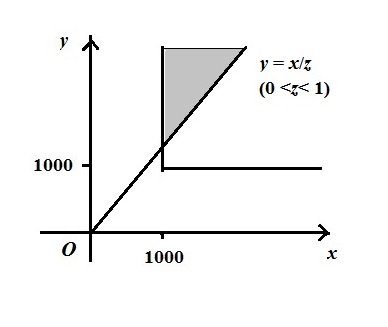 y
y = x/z
(0 <z< 1)
1000
O
1000
x